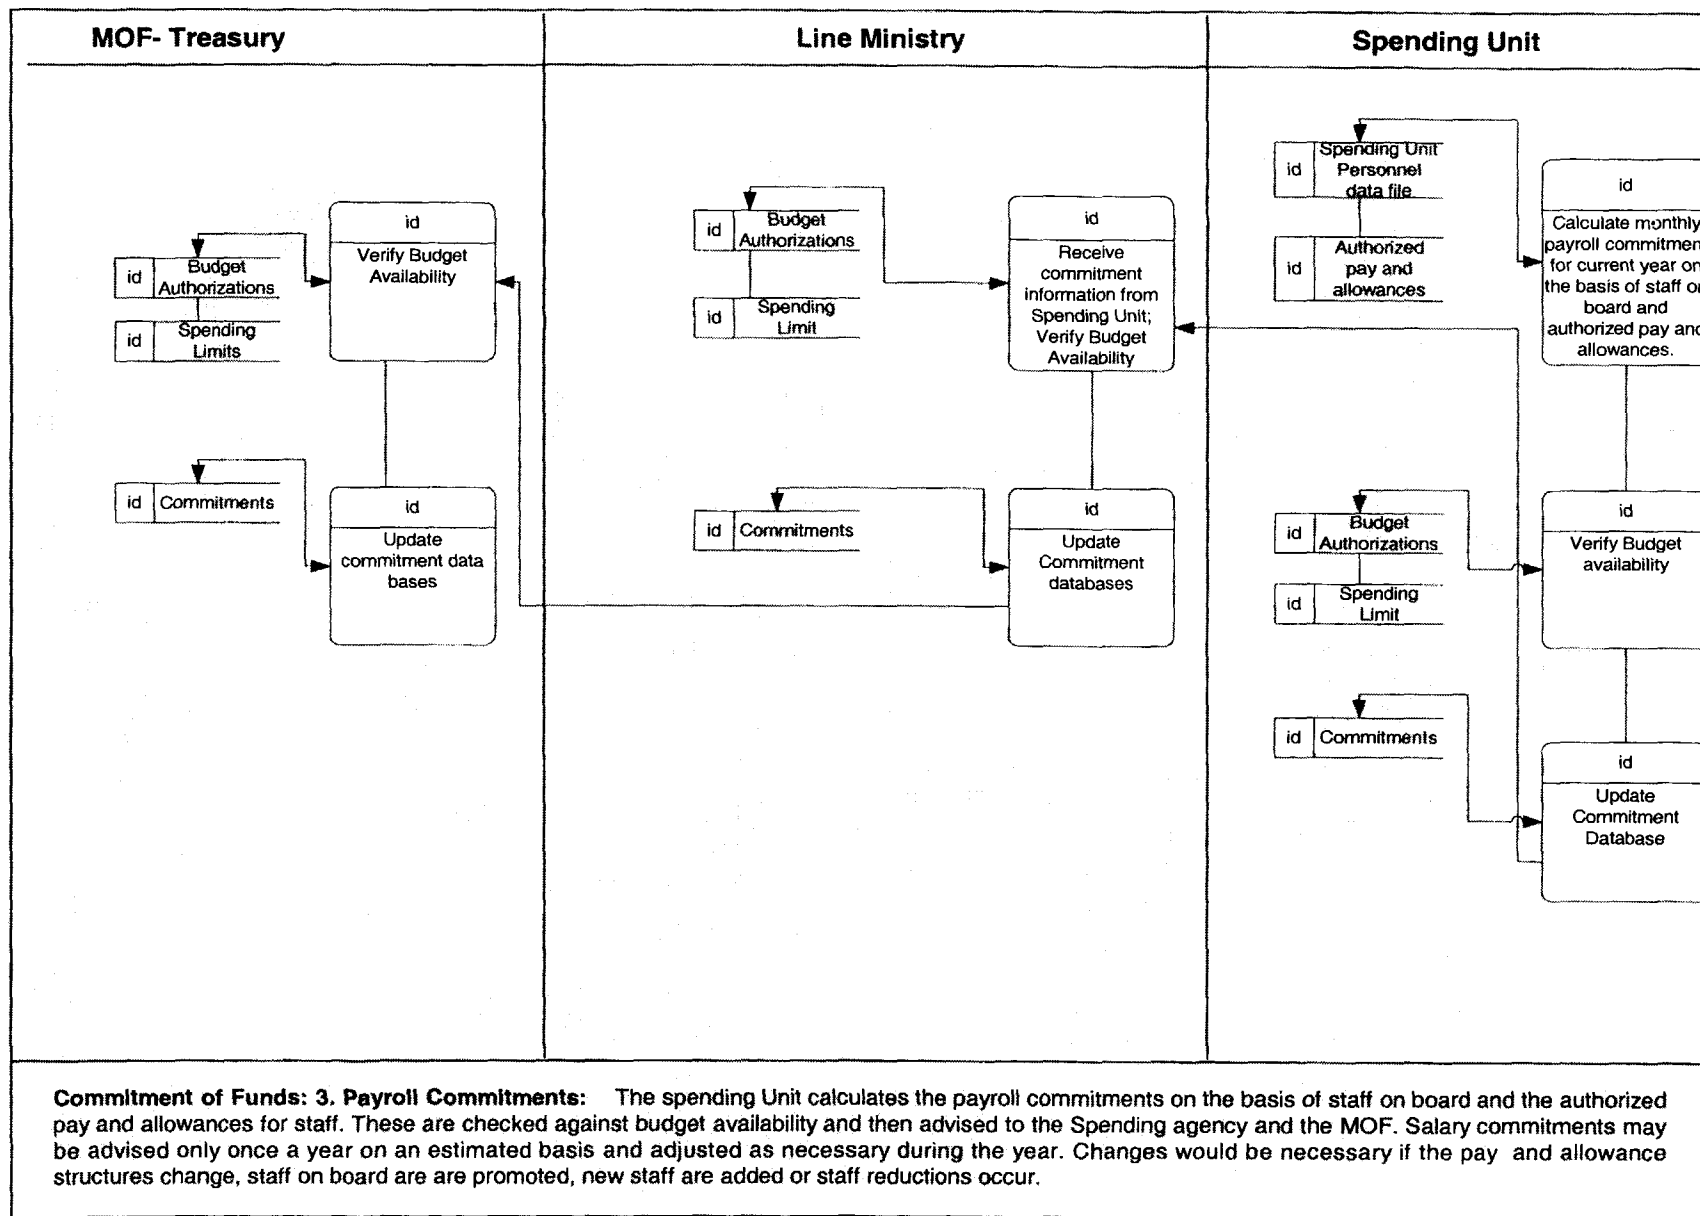 MOF- Treasury
Line Ministry
Spending Unit
id
Verify Budget
Availability
id
Budget
Authorizations
id
Spending
Limits
id
Commitments
id
Update
commitment data
bases
id
Budget
Authorizations
id
Spending
Limit
id
Receive
commitment
information from
Spending Unit;
Verify Budget
Availability
id
Commitments
id
Update
Commitment
databases
id
Spending Unit
Personnel
data file
id
Authorized
pay and
allowances
id
Calculate monthly
payroll commitmen
for current year on
the basis of staff o
board and
authorized pay and
allowances.
id
Budget
Authorizations
id
Spending
Limit
id
Verify Budget
availability
id
Commitments
id
Update
Commitment
Database
Commitment of Funds: 3. Payroll Commitments: The spending Unit calculates the payroll commitments on the basis of staff on board and the authorized
pay and allowances for staff. These are checked against budget availability and then advised to the Spending agency and the MOF. Salary commitments may
be advised only once a year on an estimated basis and adjusted as necessary during the year. Changes would be necessary if the pay and allowance
structures change, staff on board are are promoted, new staff are added or staff reductions occur.